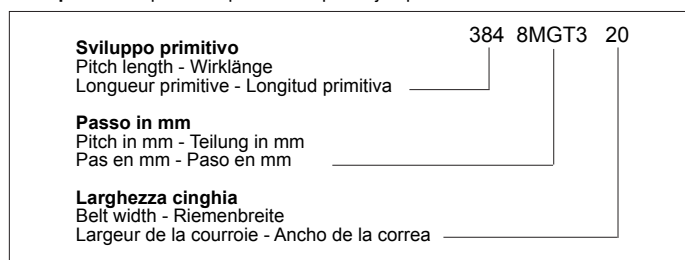 384 8MGT3 20
Sviluppo primitivo
Pitch length - Wirklänge
Longueur primitive - Longitud primitiva
Passo in mm
Pitch in mm - Teilung in mm
Pas en mm - Paso en mm
Larghezza cinghia
Belt width - Riemenbreite
Largeur de la courroie - Ancho de la correa